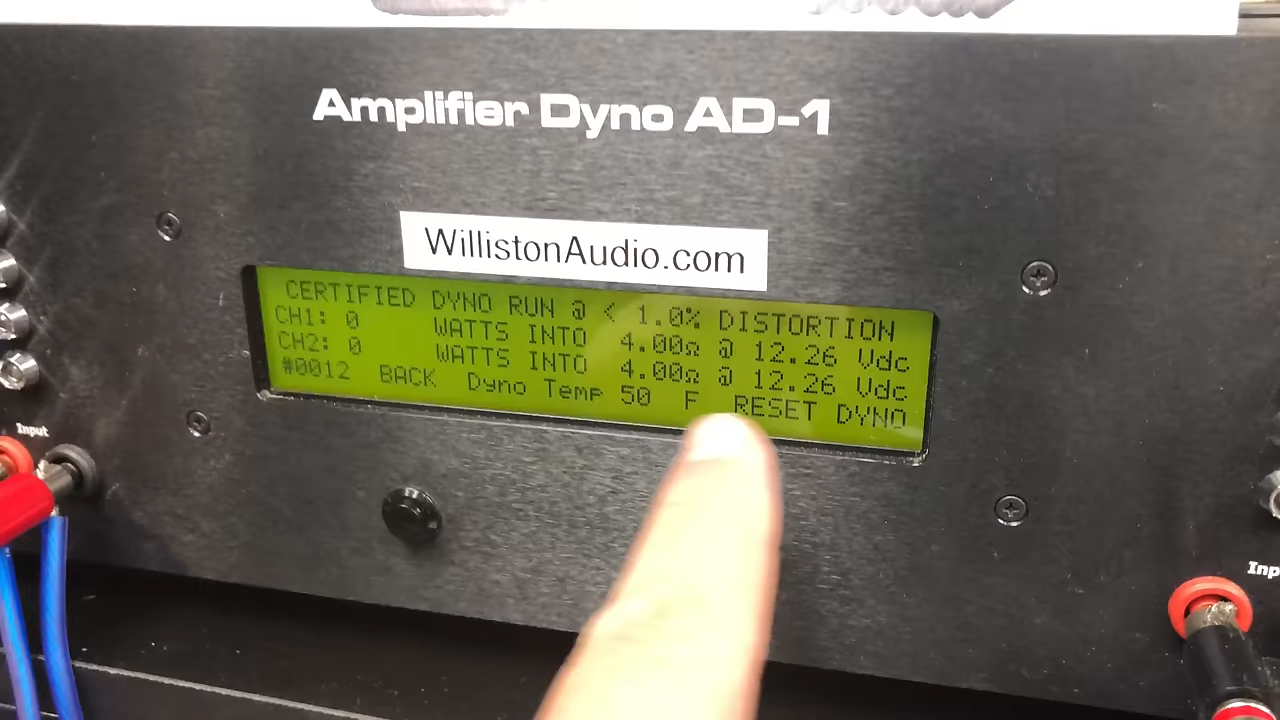 Amplifier Dyno AD-1
WillistonAudio.com
CERTIFIED DYNO RUN @ < 1.0% DISTORTION
CH1: 0 WATTS INTO 4.00Ω @ 12.26 Vdc
CH2: 0 WATTS INTO 4.00Ω @ 12.26 Vdc
#0012 BACK Dyno Temp 50 F RESET DYNO
Input
Inp